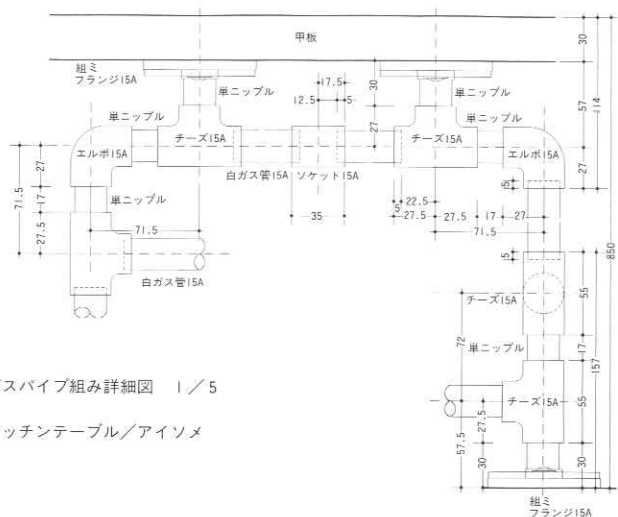 甲板
組ミ
フランジ15A
17.5
12.5
5
単ニップル
30
単ニップル
単ニップル
単ニップル
27
チーズ15A
チーズ15A
エルボ15A
エルボ15A
白ガス管15A
ソケット15A
30
57
114
27
850
71.5
27
17
27.5
単ニップル
71.5
白ガス管15A
35
5
22.5
27.5
27.5
17
27
71.5
5
5
チーズ15A
55
72
単ニップル
17
157
チーズ15A
55
27.5
57.5
30
30
組ミ
フランジ15A
スパイプ組み詳細図 1/5
ッチンテーブル/アイソメ